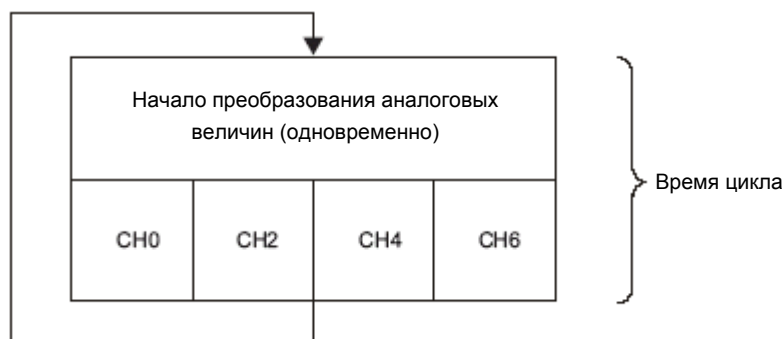 Начало преобразования аналоговых
величин (одновременно)
Время цикла
CH0 CH2 CH4 CH6